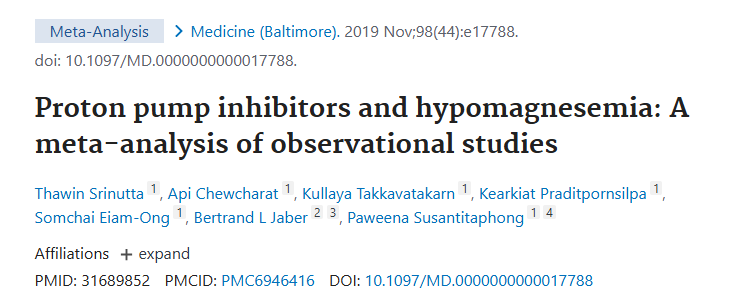 Meta-Analysis > Medicine (Baltimore). 2019 Nov;98(44):e17788.
doi: 10.1097/MD.0000000000017788.
Proton pump inhibitors and hypomagnesemia: A
meta-analysis of observational studies
Thawin Srinutta 1, Api Chewcharat 1, Kullaya Takkavatakarn 1, Kearkiat Praditpornsilpa 1,
Somchai Eiam-Ong 1, Bertrand L Jaber 2 3, Paweena Susantitaphong 1 4
Affiliations + expand
PMID: 31689852 PMCID: PMC6946416 DOI: 10.1097/MD.0000000000017788